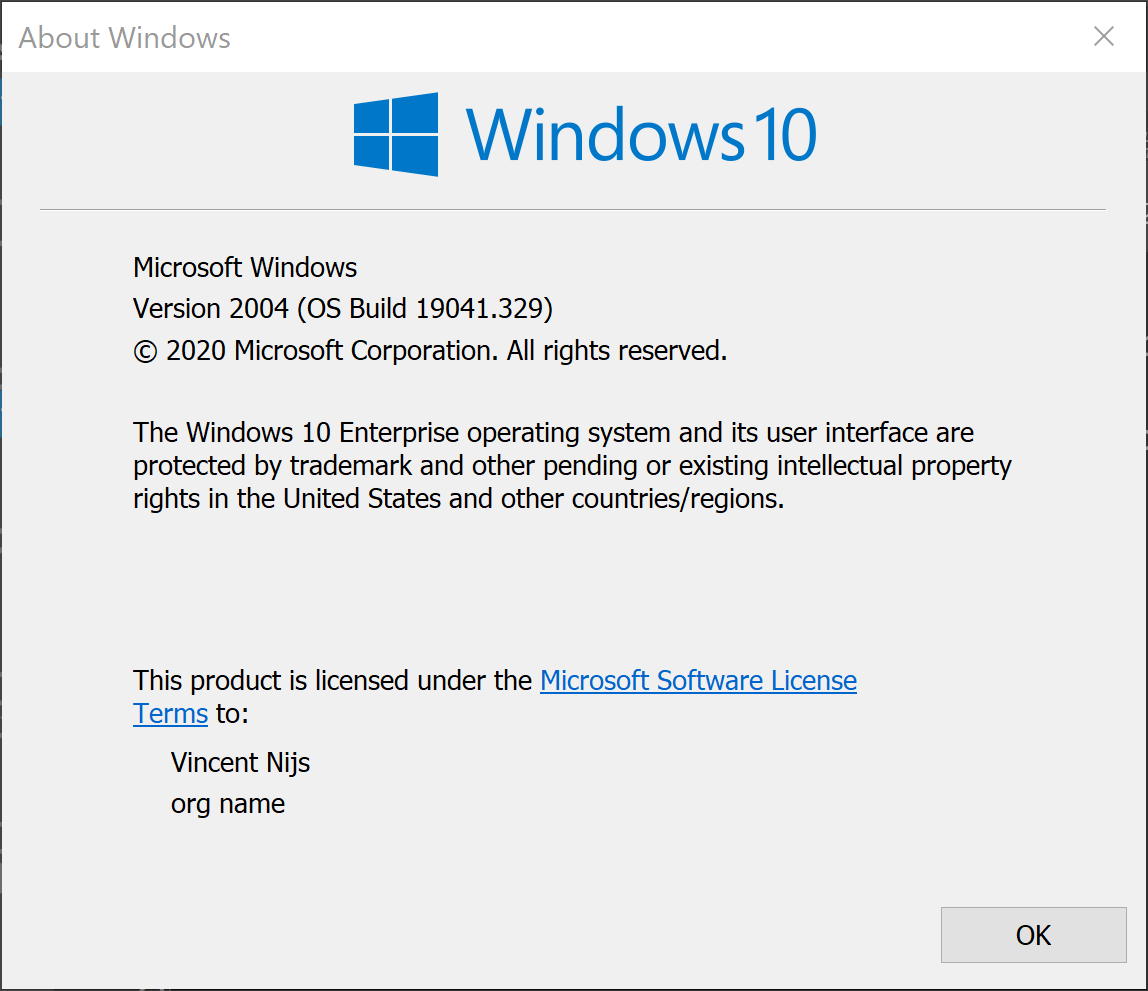 About Windows
Windows 10
Microsoft Windows
Version 2004 (OS Build 19041.329)
© 2020 Microsoft Corporation. All rights reserved.
The Windows 10 Enterprise operating system and its user interface are
protected by trademark and other pending or existing intellectual property
rights in the United States and other countries/regions.
This product is licensed under the Microsoft Software License
Terms to:
Vincent Nijs
org name
OK